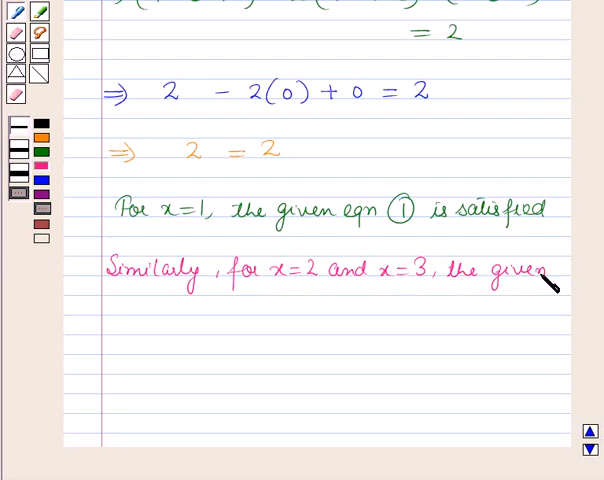 = 2
⇒ 2 - 2(0) + 0 = 2
⇒ 2 = 2
For x=1, the given eqn ① is satisfied
Similarly, for x=2 and x=3, the given